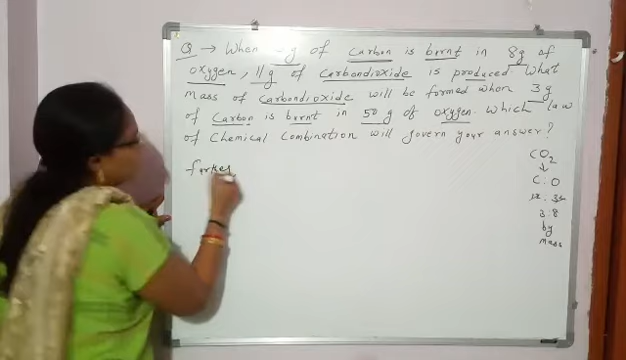 Q → When g of Carbon is burnt in 8g of
oxygen, 11g of Carbondioxide is produced What
mass of Carbondioxide will be formed when 3g
of Carbon is burnt in 50g of oxygen. Which law
of Chemical Combination will govern your answer?
CO2
↓
C:O
3:8
by
mass